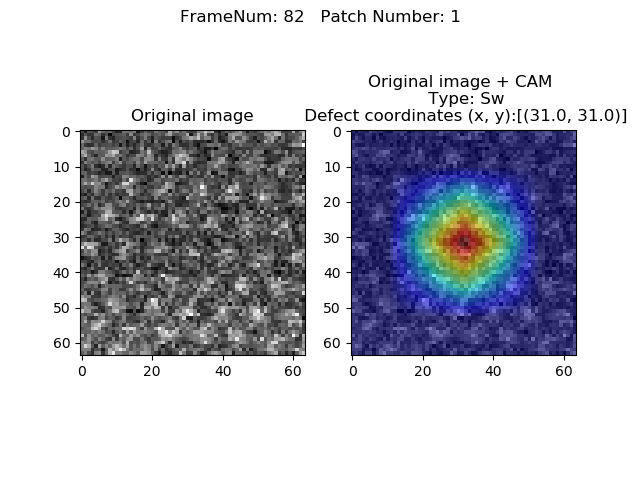 FrameNum: 82   Patch Number: 1
Original image
Original image + CAM
Type: Sw
Defect coordinates (x, y):[(31.0, 31.0)]
0
10
20
30
40
50
60
0 20 40 60
0
10
20
30
40
50
60
0 20 40 60